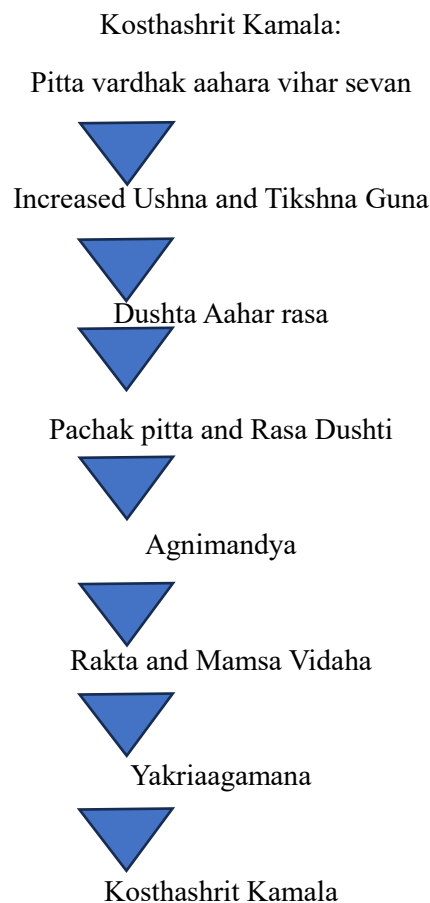 Kosthashrit Kamala:
Pitta vardhak aahara vihar sevan
Increased Ushna and Tikshna Guna
Dushta Aahar rasa
Pachak pitta and Rasa Dushti
Agnimandya
Rakta and Mamsa Vidaha
Yakriaagamana
Kosthashrit Kamala